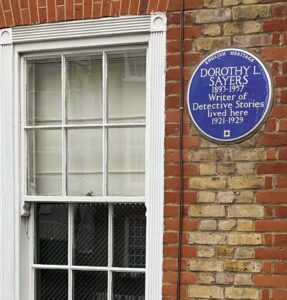 ENGLISH HERITAGE
DOROTHY L.
SAYERS
1893-1957
Writer of
Detective Stories
lived here
1921-1929